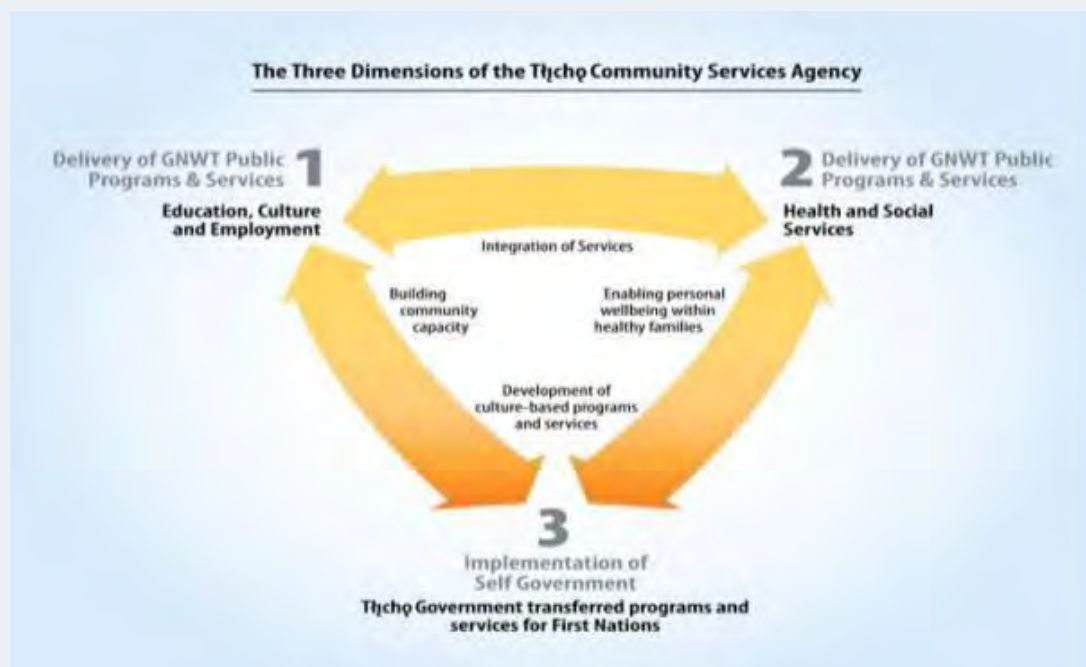 The Three Dimensions of the Tłı̨chǫ Community Services Agency
Delivery of GNWT Public
Programs & Services
1
Education, Culture
and Employment
2
Delivery of GNWT Public
Programs & Services
Health and Social
Services
Integration of Services
Building
community
capacity
Enabling personal
wellbeing within
healthy families
Development of
culture-based programs
and services
3
Implementation of
Self Government
Tłı̨chǫ Government transferred programs and
services for First Nations